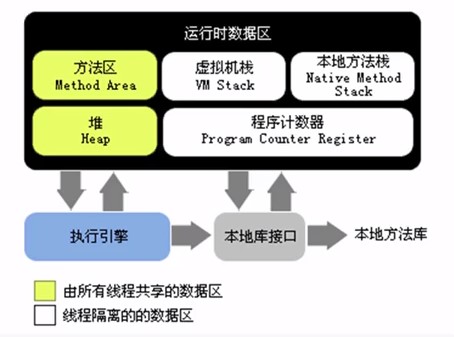 运行时数据区
方法区
Method Area
虚拟机栈
VM Stack
本地方法栈
Native Method
Stack
堆
Heap
程序计数器
Program Counter Register
执行引擎
本地库接口
本地方法库
由所有线程共享的数据区
线程隔离的的数据区